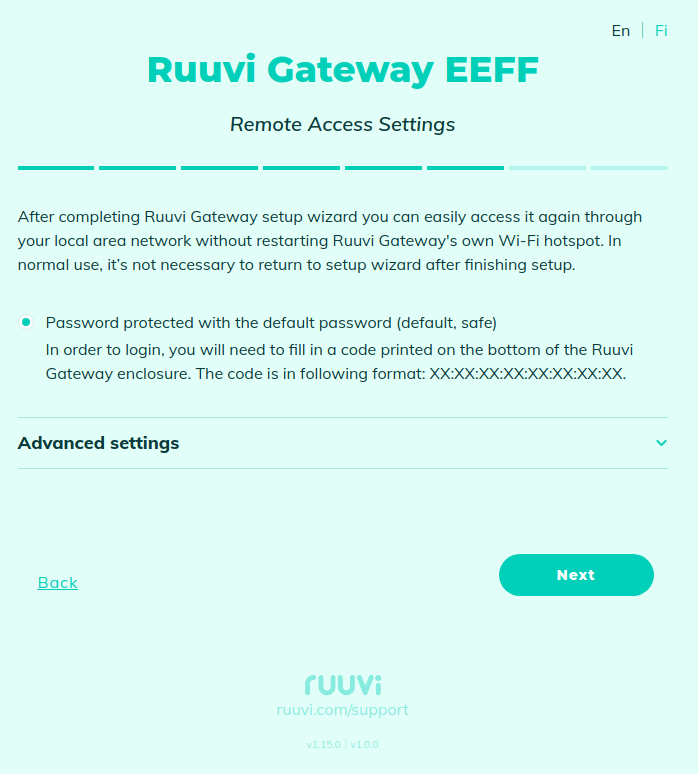 En | Fi
Ruuvi Gateway EEFF
Remote Access Settings
After completing Ruuvi Gateway setup wizard you can easily access it again through
your local area network without restarting Ruuvi Gateway's own Wi-Fi hotspot. In
normal use, it’s not necessary to return to setup wizard after finishing setup.
Password protected with the default password (default, safe)
In order to login, you will need to fill in a code printed on the bottom of the Ruuvi
Gateway enclosure. The code is in following format: XX:XX:XX:XX:XX:XX:XX:XX.
Advanced settings
Back
Next
ruuvi
ruuvi.com/support
v1.15.0 | v1.0.0